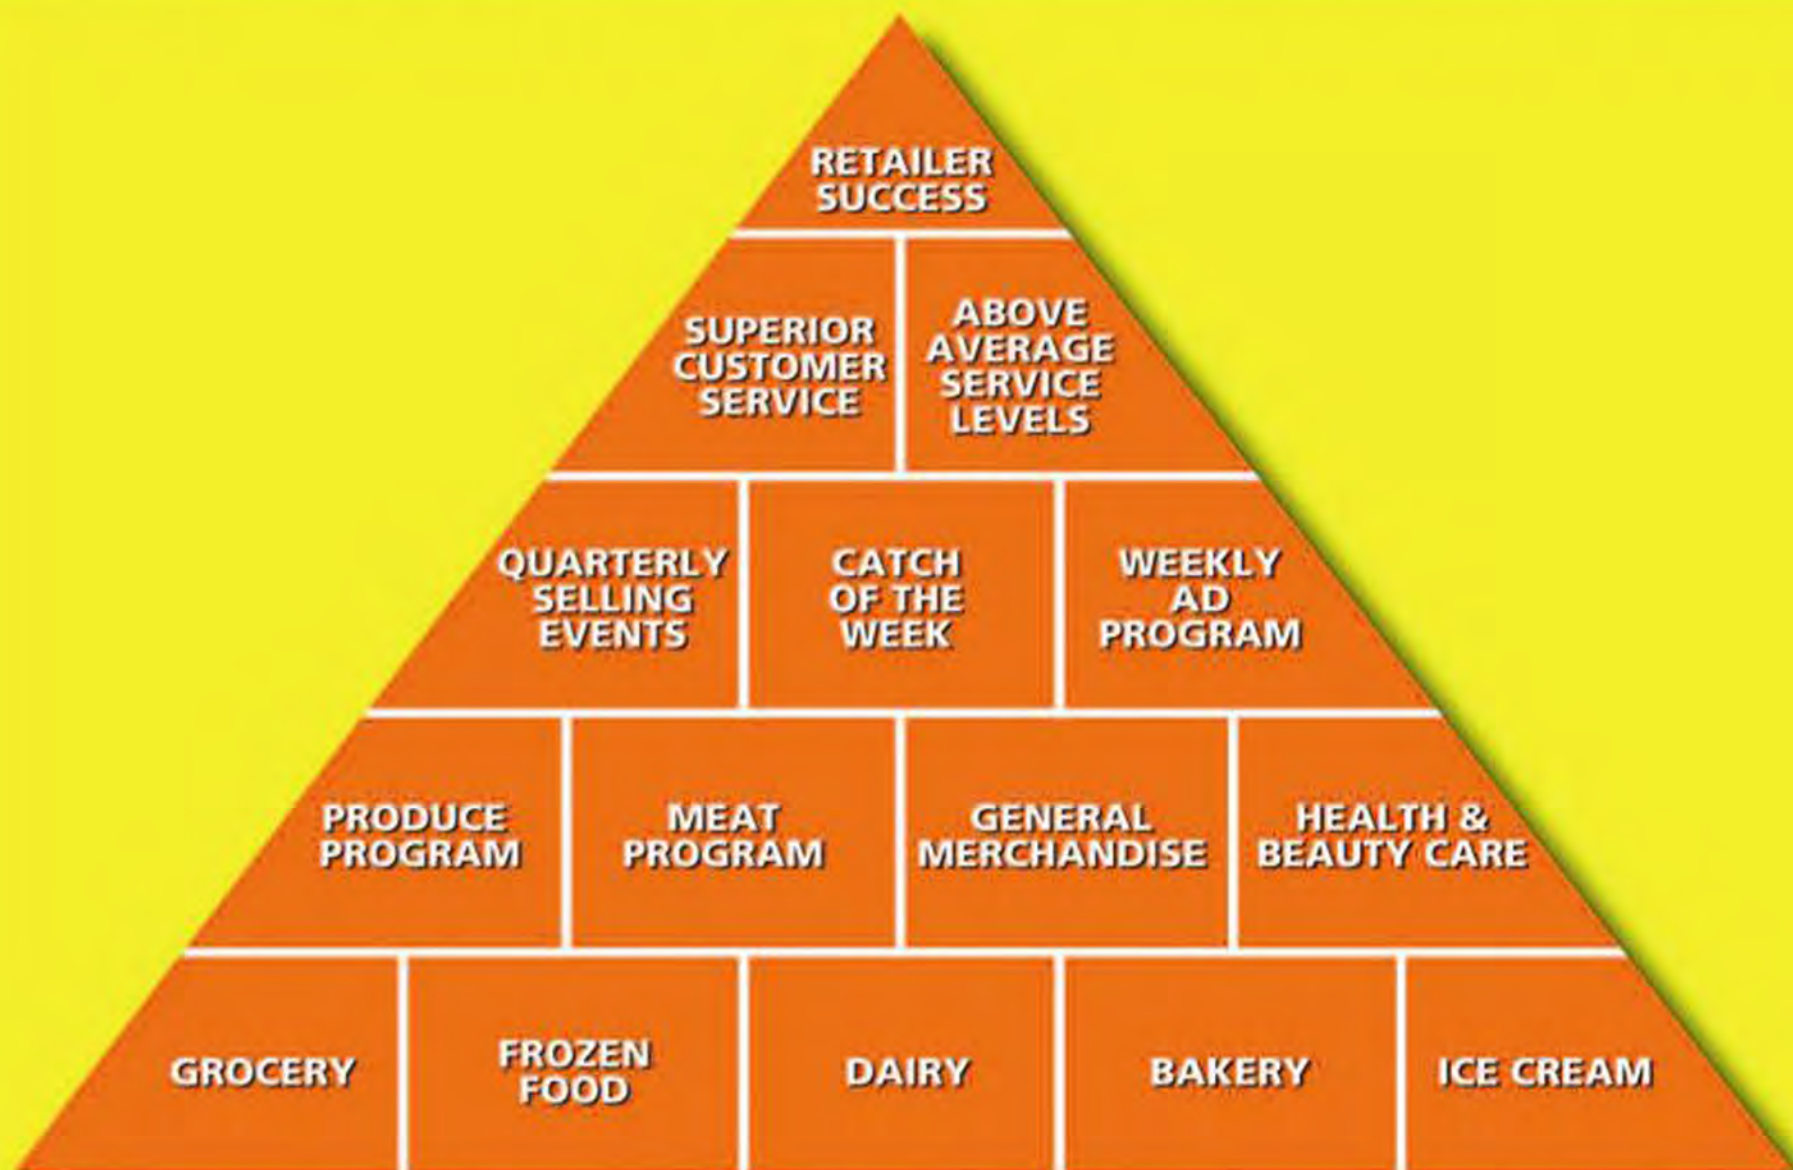 RETAILER
SUCCESS
SUPERIOR
CUSTOMER
SERVICE
ABOVE
AVERAGE
SERVICE
LEVELS
QUARTERLY
SELLING
EVENTS
CATCH
OF THE
WEEK
WEEKLY
AD
PROGRAM
PRODUCE
PROGRAM
MEAT
PROGRAM
GENERAL
MERCHANDISE
HEALTH &
BEAUTY CARE
GROCERY
FROZEN
FOOD
DAIRY
BAKERY
ICE CREAM